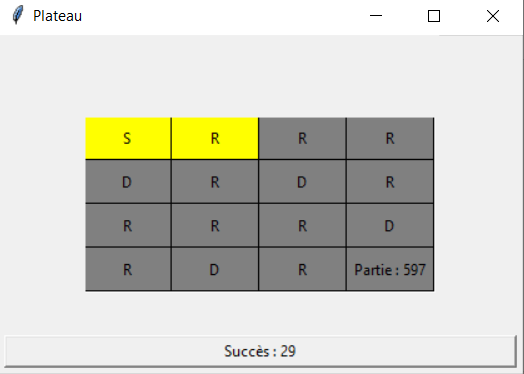 Plateau
S R R R
D R D R
R R R D
R D R Partie : 597
Succès : 29